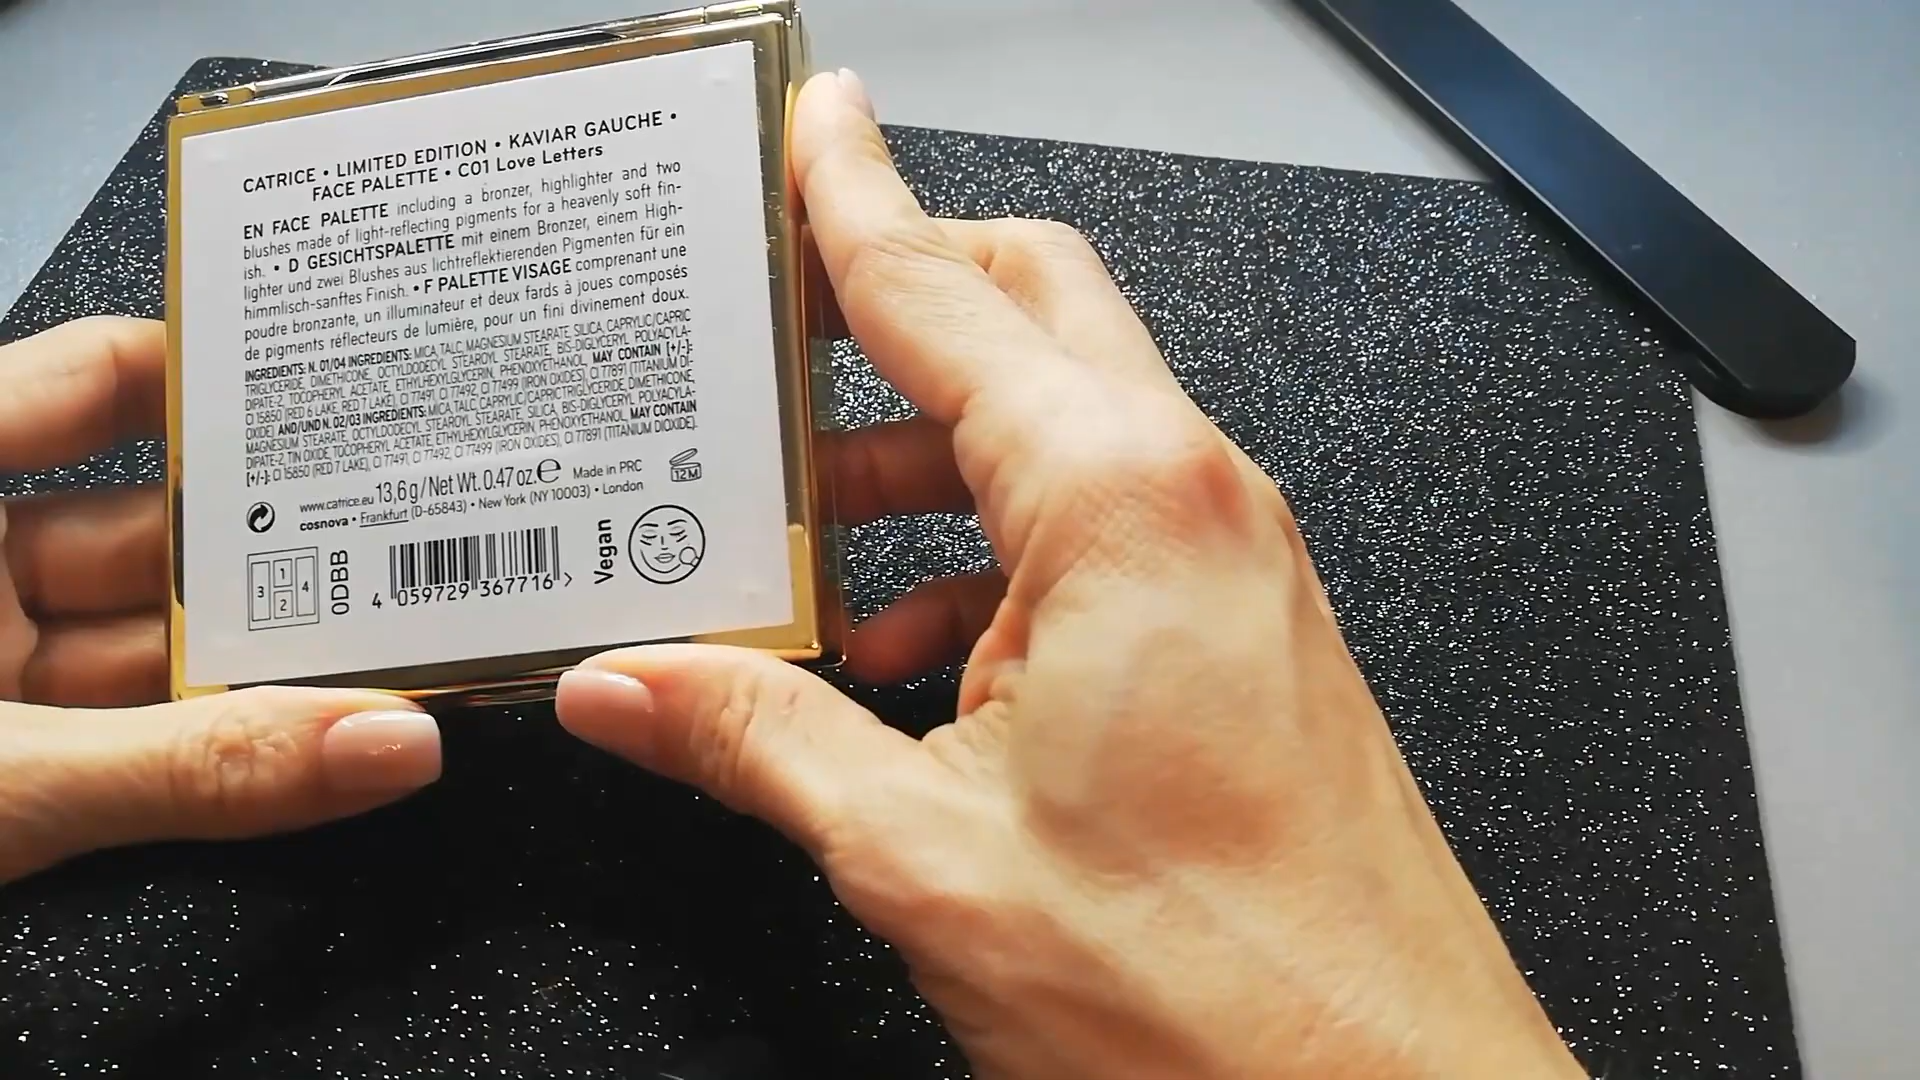 CATRICE • LIMITED EDITION • KAVIAR GAUCHE •
FACE PALETTE • C01 Love Letters
EN FACE PALETTE including a bronzer, highlighter and two
blushes made of light-reflecting pigments for a heavenly soft fin-
ish. • D GESICHTSPALETTE mit einem Bronzer, einem High-
lighter und zwei Blushes aus lichtreflektierenden Pigmenten für ein
himmlisch-sanftes Finish. • F PALETTE VISAGE comprenant une
poudre bronzante, un illuminateur et deux fards à joues composés
de pigments réflecteurs de lumière, pour un fini divinement doux.
INGREDIENTS: N. 01/04 INGREDIENTS: MICA, TALC, MAGNESIUM STEARATE, SILICA, CAPRYLIC/CAPRIC
TRIGLYCERIDE, DIMETHICONE, OCTYLDODECYL STEAROYL STEARATE, BIS-DIGLYCERYL POLYACYLA-
DIPATE-2, TOCOPHERYL ACETATE, ETHYLHEXYLGLYCERIN, PHENOXYETHANOL, MAY CONTAIN [+/-]:
CI 15850 (RED 6 LAKE, RED 7 LAKE), CI 77491, CI 77492, CI 77499 (IRON OXIDES), CI 77891 (TITANIUM DI-
OXIDE) AND/UND N. 02/03 INGREDIENTS: MICA, TALC, CAPRYLIC/CAPRIC TRIGLYCERIDE, DIMETHICONE,
MAGNESIUM STEARATE, OCTYLDODECYL STEAROYL STEARATE, SILICA, BIS-DIGLYCERYL POLYACYLA-
DIPATE-2, TIN OXIDE, TOCOPHERYL ACETATE, ETHYLHEXYLGLYCERIN, PHENOXYETHANOL, MAY CONTAIN
[+/-]: CI 15850 (RED 7 LAKE), CI 77491, CI 77492, CI 77499 (IRON OXIDES), CI 77891 (TITANIUM DIOXIDE).
www.catrice.eu 13,6 g / Net Wt. 0.47 oz. ℮ Made in PRC
12M
cosnova • Frankfurt (D-65843) • New York (NY 10003) • London
3 1 2 4
0DBB
4 059729 367716 >
Vegan